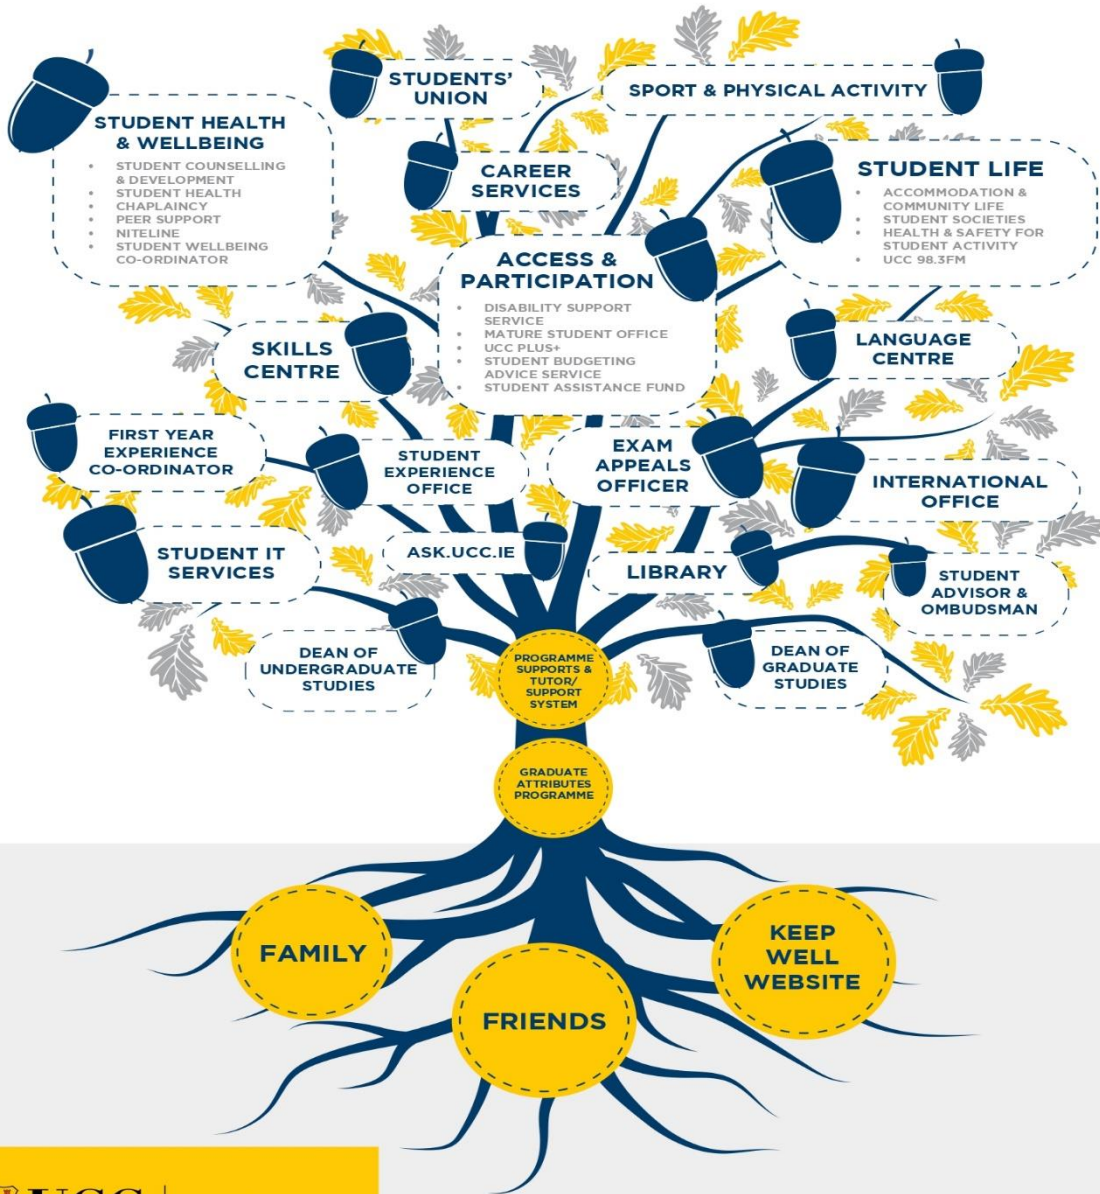 STUDENTS'
UNION
SPORT & PHYSICAL ACTIVITY
STUDENT HEALTH
& WELLBEING
• STUDENT COUNSELLING
& DEVELOPMENT
• STUDENT HEALTH
• CHAPLAINCY
• PEER SUPPORT
• NITELINE
• STUDENT WELLBEING
CO-ORDINATOR
CAREER
SERVICES
STUDENT LIFE
• ACCOMMODATION &
COMMUNITY LIFE
• STUDENT SOCIETIES
• HEALTH & SAFETY FOR
STUDENT ACTIVITY
• UCC 98.3FM
ACCESS &
PARTICIPATION
• DISABILITY SUPPORT
SERVICE
• MATURE STUDENT OFFICE
• UCC PLUS+
• STUDENT BUDGETING
ADVICE SERVICE
• STUDENT ASSISTANCE FUND
SKILLS
CENTRE
LANGUAGE
CENTRE
FIRST YEAR
EXPERIENCE
CO-ORDINATOR
STUDENT
EXPERIENCE
OFFICE
EXAM
APPEALS
OFFICER
INTERNATIONAL
OFFICE
STUDENT IT
SERVICES
ASK.UCC.IE
LIBRARY
STUDENT
ADVISOR &
OMBUDSMAN
DEAN OF
UNDERGRADUATE
STUDIES
PROGRAMME
SUPPORTS &
TUTOR/
SUPPORT
SYSTEM
DEAN OF
GRADUATE
STUDIES
GRADUATE
ATTRIBUTES
PROGRAMME
FAMILY
FRIENDS
KEEP
WELL
WEBSITE